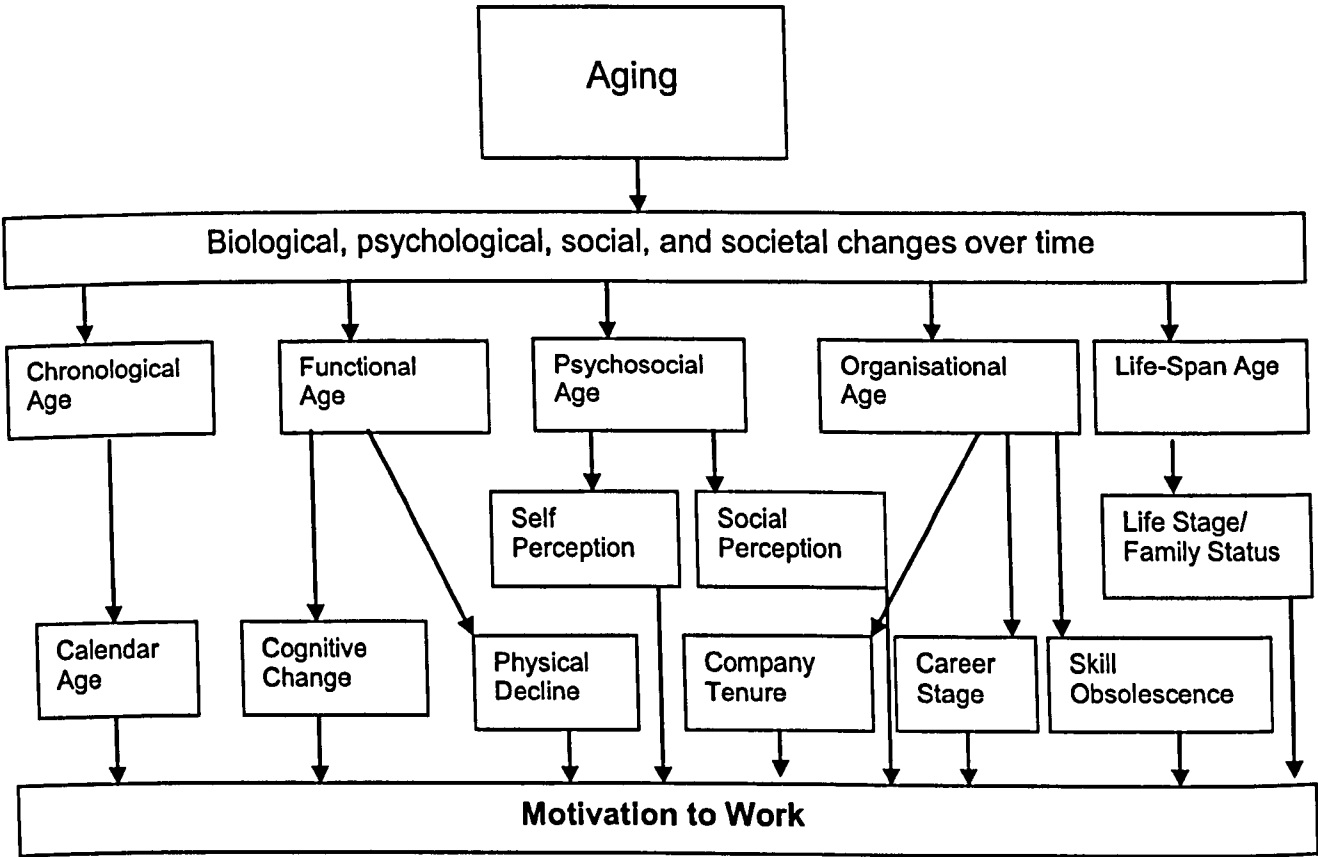 Aging
Biological, psychological, social, and societal changes over time
Chronological
Age
Functional
Age
Psychosocial
Age
Organisational
Age
Life-Span Age
Self
Perception
Social
Perception
Life Stage/
Family Status
Calendar
Age
Cognitive
Change
Physical
Decline
Company
Tenure
Career
Stage
Skill
Obsolescence
Motivation to Work